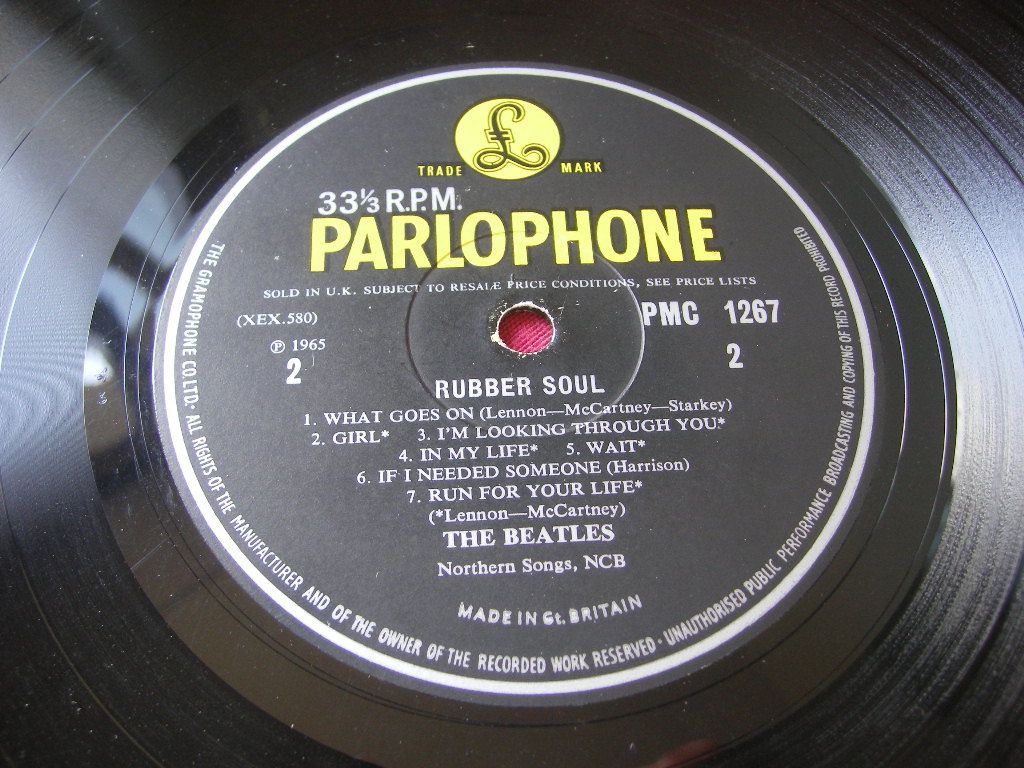 £
TRADE MARK
33⅓ R.P.M.
PARLOPHONE
SOLD IN U.K. SUBJECT TO RESALE PRICE CONDITIONS, SEE PRICE LISTS
(XEX.580) PMC 1267
℗ 1965
2 2
RUBBER SOUL
1. WHAT GOES ON (Lennon—McCartney—Starkey)
2. GIRL* 3. I'M LOOKING THROUGH YOU*
4. IN MY LIFE* 5. WAIT*
6. IF I NEEDED SOMEONE (Harrison)
7. RUN FOR YOUR LIFE*
(*Lennon—McCartney)
THE BEATLES
Northern Songs, NCB
MADE IN Gt. BRITAIN
THE GRAMOPHONE CO. LTD. · ALL RIGHTS OF THE MANUFACTURER AND OF THE OWNER OF THE RECORDED WORK RESERVED · UNAUTHORISED PUBLIC PERFORMANCE BROADCASTING AND COPYING OF THIS RECORD PROHIBITED